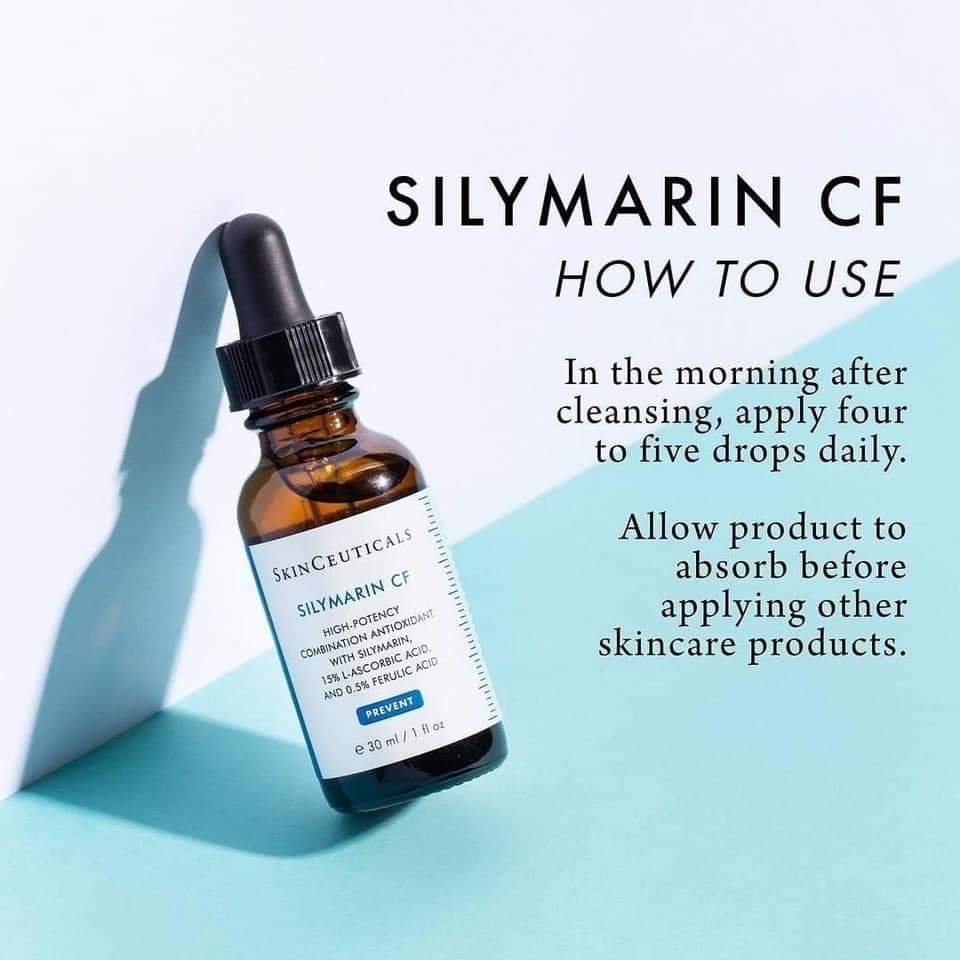 SILYMARIN CF
HOW TO USE
In the morning after
cleansing, apply four
to five drops daily.
Allow product to
absorb before
applying other
skincare products.
SKINCEUTICALS
SILYMARIN CF
HIGH-POTENCY
COMBINATION ANTIOXIDANT
WITH SILYMARIN,
15% L-ASCORBIC ACID,
AND 0.5% FERULIC ACID
PREVENT
e 30 ml / 1 fl oz